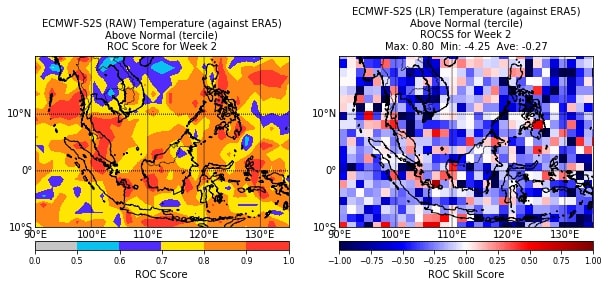 ECMWF-S2S (RAW) Temperature (against ERA5)
Above Normal (tercile)
ROC Score for Week 2
10°N
0°
10°S
90°E 100°E 110°E 120°E 130°E
0.0 0.5 0.6 0.7 0.8 0.9 1.0
ROC Score
ECMWF-S2S (LR) Temperature (against ERA5)
Above Normal (tercile)
ROCSS for Week 2
Max: 0.80 Min: -4.25 Ave: -0.27
10°N
0°
10°S
90°E 100°E 110°E 120°E 130°E
−1.00 −0.75 −0.50 −0.25 0.00 0.25 0.50 0.75 1.00
ROC Skill Score